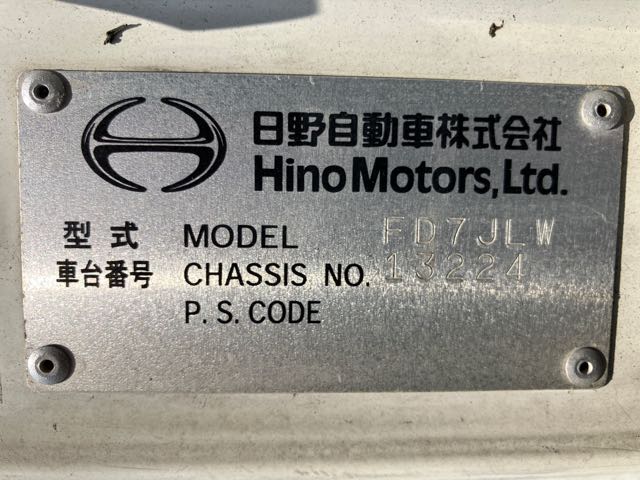 日野自動車株式会社
Hino Motors, Ltd.
型式 MODEL FD7JLW
車台番号 CHASSIS NO. 13224
P. S. CODE